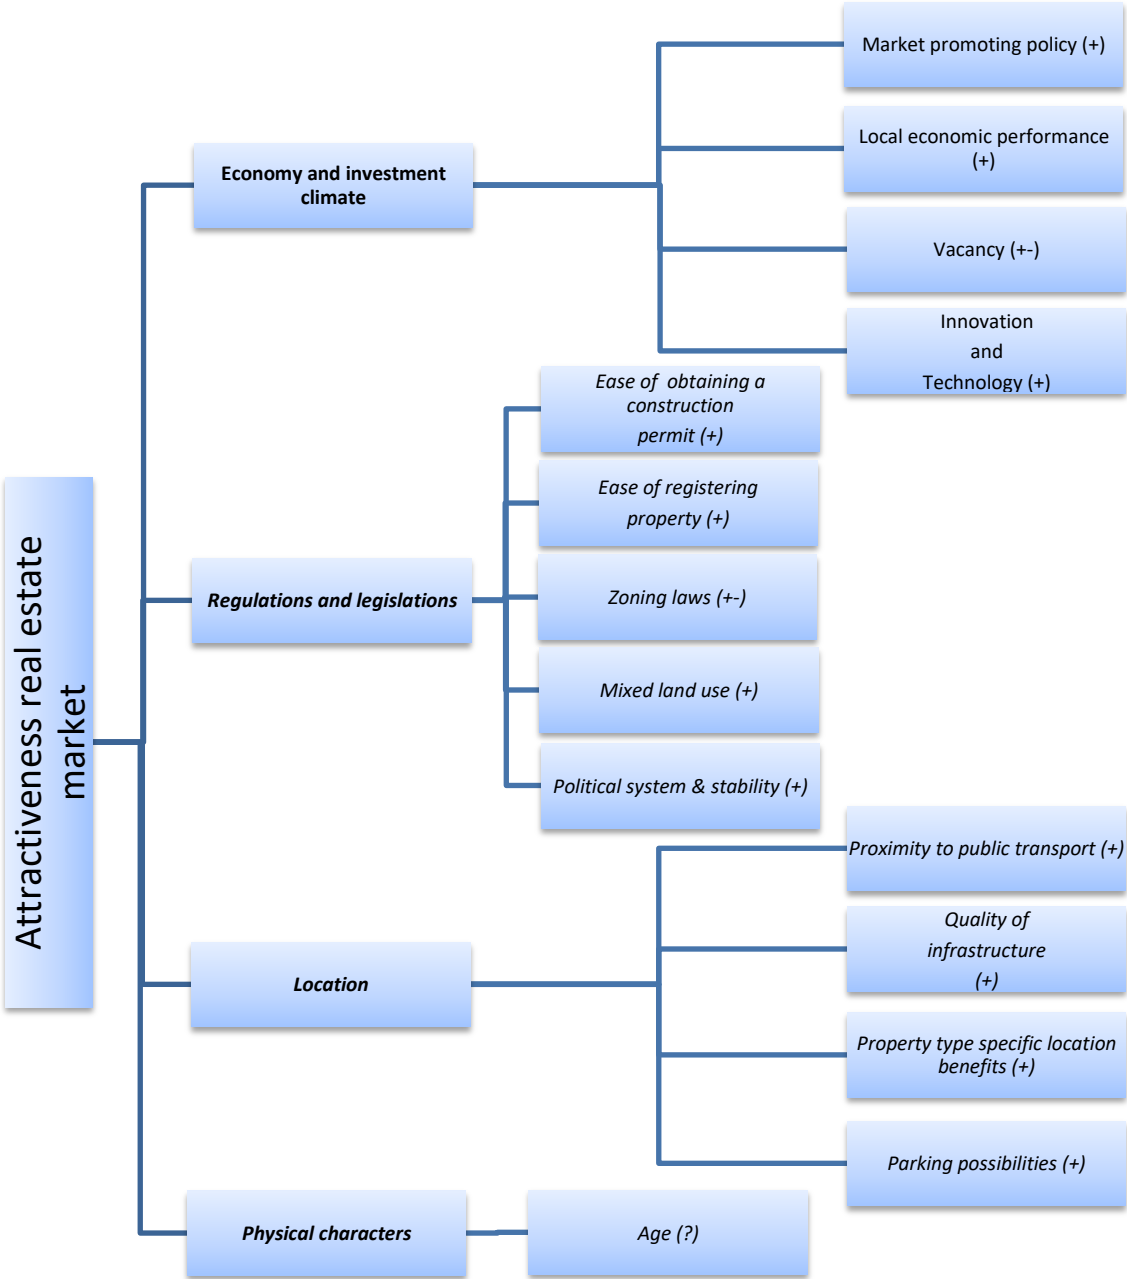 Attractiveness real estate
market
Economy and investment
climate
Market promoting policy (+)
Local economic performance
(+)
Vacancy (+-)
Innovation
and
Technology (+)
Regulations and legislations
Ease of  obtaining a
construction
permit (+)
Ease of registering
property (+)
Zoning laws (+-)
Mixed land use (+)
Political system & stability (+)
Location
Proximity to public transport (+)
Quality of
infrastructure
(+)
Property type specific location
benefits (+)
Parking possibilities (+)
Physical characters
Age (?)